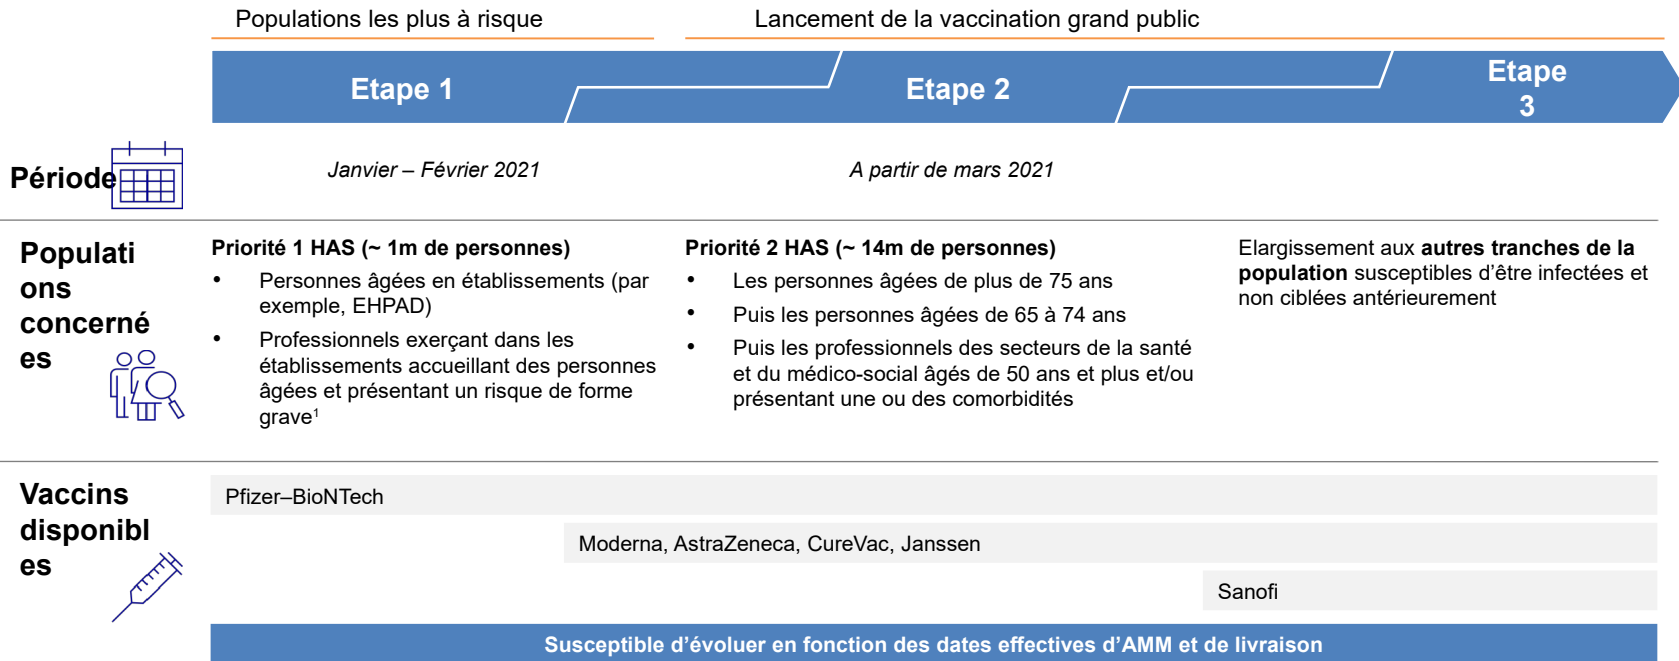 Populations les plus à risque
Lancement de la vaccination grand public
Etape 1
Etape 2
Etape
3
Période
Janvier – Février 2021
A partir de mars 2021
Populati
ons
concerné
es
Priorité 1 HAS (~ 1m de personnes)
• Personnes âgées en établissements (par
exemple, EHPAD)
• Professionnels exerçant dans les
établissements accueillant des personnes
âgées et présentant un risque de forme
grave¹
Priorité 2 HAS (~ 14m de personnes)
• Les personnes âgées de plus de 75 ans
• Puis les personnes âgées de 65 à 74 ans
• Puis les professionnels des secteurs de la santé
et du médico-social âgés de 50 ans et plus et/ou
présentant une ou des comorbidités
Elargissement aux autres tranches de la
population susceptibles d’être infectées et
non ciblées antérieurement
Vaccins
disponibl
es
Pfizer–BioNTech
Moderna, AstraZeneca, CureVac, Janssen
Sanofi
Susceptible d’évoluer en fonction des dates effectives d’AMM et de livraison